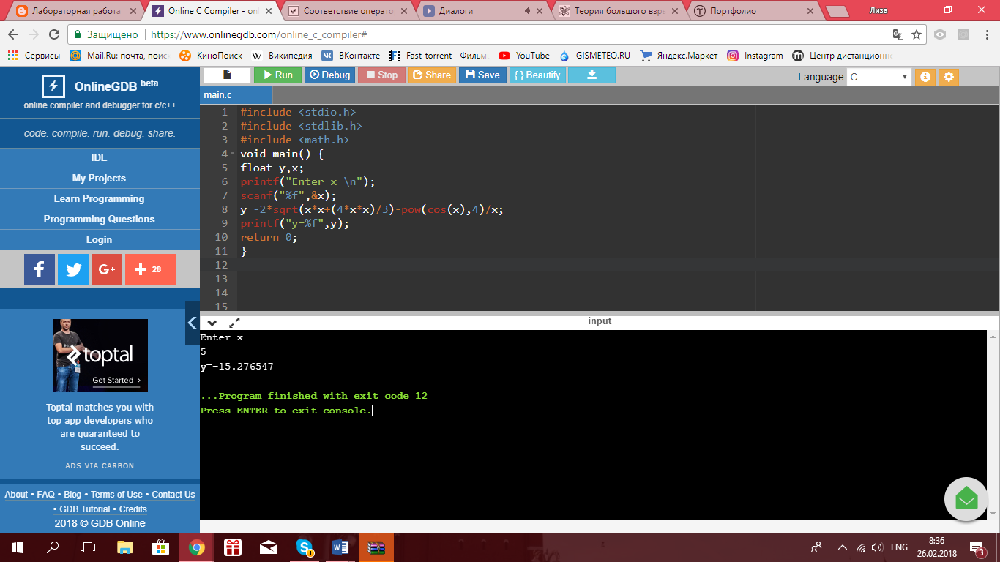 Лабораторная работа
Online C Compiler - onl
Соответствие операто
Диалоги
Теория большого взры
Портфолио
Лиза
Защищено
https://www.onlinegdb.com/online_c_compiler#
Сервисы
Mail.Ru: почта, поиск
КиноПоиск
Википедия
ВКонтакте
Fast-torrent - Фильмы
YouTube
GISMETEO.RU
Яндекс.Маркет
Instagram
Центр дистанционн
OnlineGDB beta
online compiler and debugger for c/c++
code. compile. run. debug. share.
IDE
My Projects
Learn Programming
Programming Questions
Login
28
toptal
Get Started
Toptal matches you with
top app developers who
are guaranteed to
succeed.
ADS VIA CARBON
About • FAQ • Blog • Terms of Use • Contact Us
• GDB Tutorial • Credits
2018 © GDB Online
Run
Debug
Stop
Share
Save
{ } Beautify
Language
C
main.c
1 #include <stdio.h>
2 #include <stdlib.h>
3 #include <math.h>
4 void main() {
5 float y,x;
6 printf("Enter x \n");
7 scanf("%f",&x);
8 y=-2*sqrt(x*x+(4*x*x)/3)-pow(cos(x),4)/x;
9 printf("y=%f",y);
10 return 0;
11 }
12
13
14
15
input
Enter x
5
y=-15.276547
...Program finished with exit code 12
Press ENTER to exit console.
ENG
8:36
26.02.2018
3